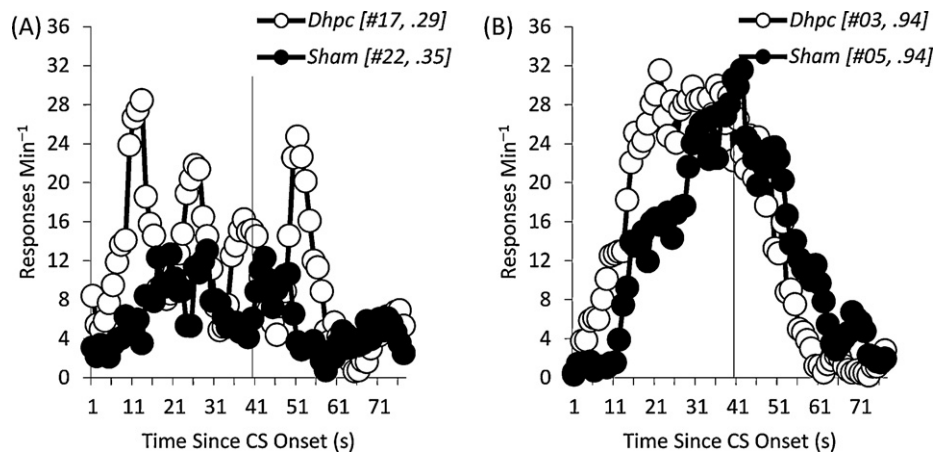 (A)
Dhpc [#17, .29]
Sham [#22, .35]
36
32
28
24
20
16
12
8
4
0
Responses Min⁻¹
1 11 21 31 41 51 61 71
Time Since CS Onset (s)
(B)
Dhpc [#03, .94]
Sham [#05, .94]
36
32
28
24
20
16
12
8
4
0
Responses Min⁻¹
1 11 21 31 41 51 61 71
Time Since CS Onset (s)